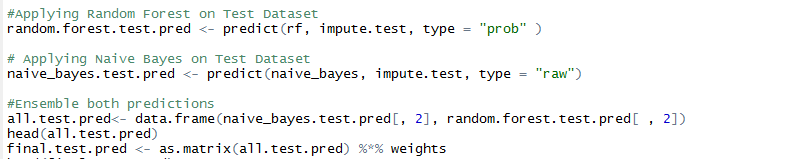 #Applying Random Forest on Test Dataset
random.forest.test.pred <- predict(rf, impute.test, type = "prob" )
# Applying Naive Bayes on Test Dataset
naive_bayes.test.pred <- predict(naive_bayes, impute.test, type = "raw")
#Ensemble both predictions
all.test.pred<- data.frame(naive_bayes.test.pred[, 2], random.forest.test.pred[ , 2])
head(all.test.pred)
final.test.pred <- as.matrix(all.test.pred) %*% weights